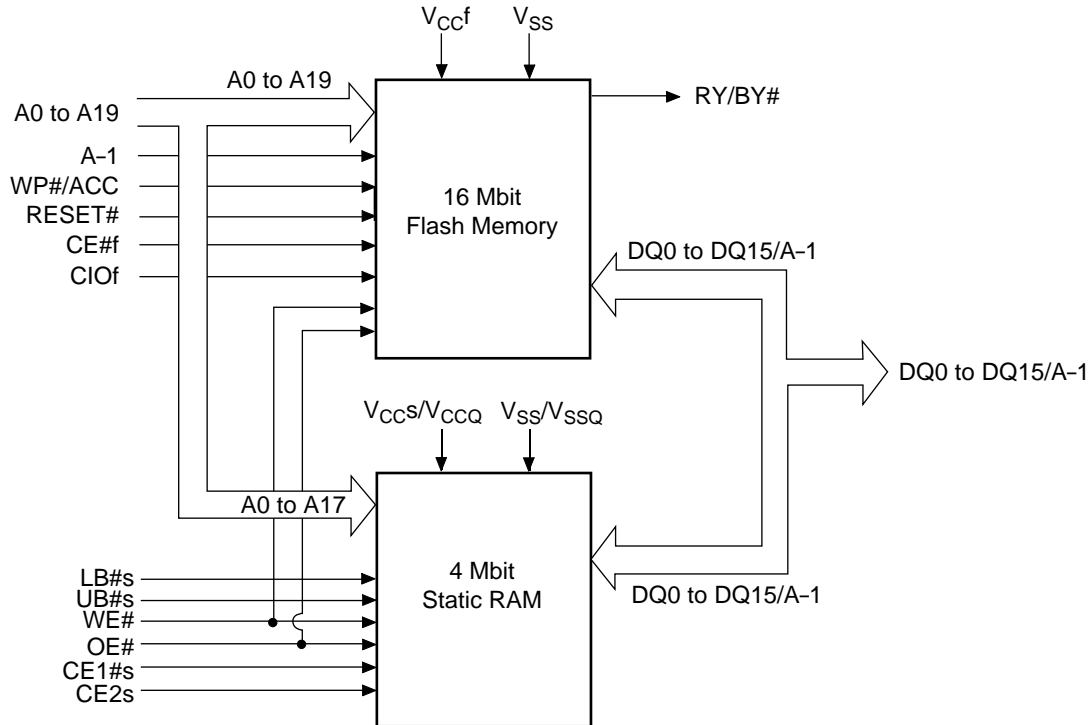 VCCf
VSS
A0 to A19
A0 to A19
RY/BY#
A–1
WP#/ACC
RESET#
CE#f
CIOf
16 Mbit
Flash Memory
DQ0 to DQ15/A–1
DQ0 to DQ15/A–1
VCCs/VCCQ
VSS/VSSQ
A0 to A17
4 Mbit
Static RAM
DQ0 to DQ15/A–1
LB#s
UB#s
WE#
OE#
CE1#s
CE2s